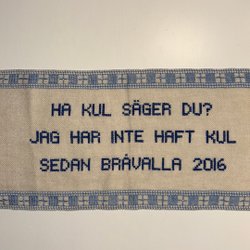 HA KUL SÄGER DU?
JAG HAR INTE HAFT KUL
SEDAN BRÅVALLA 2016